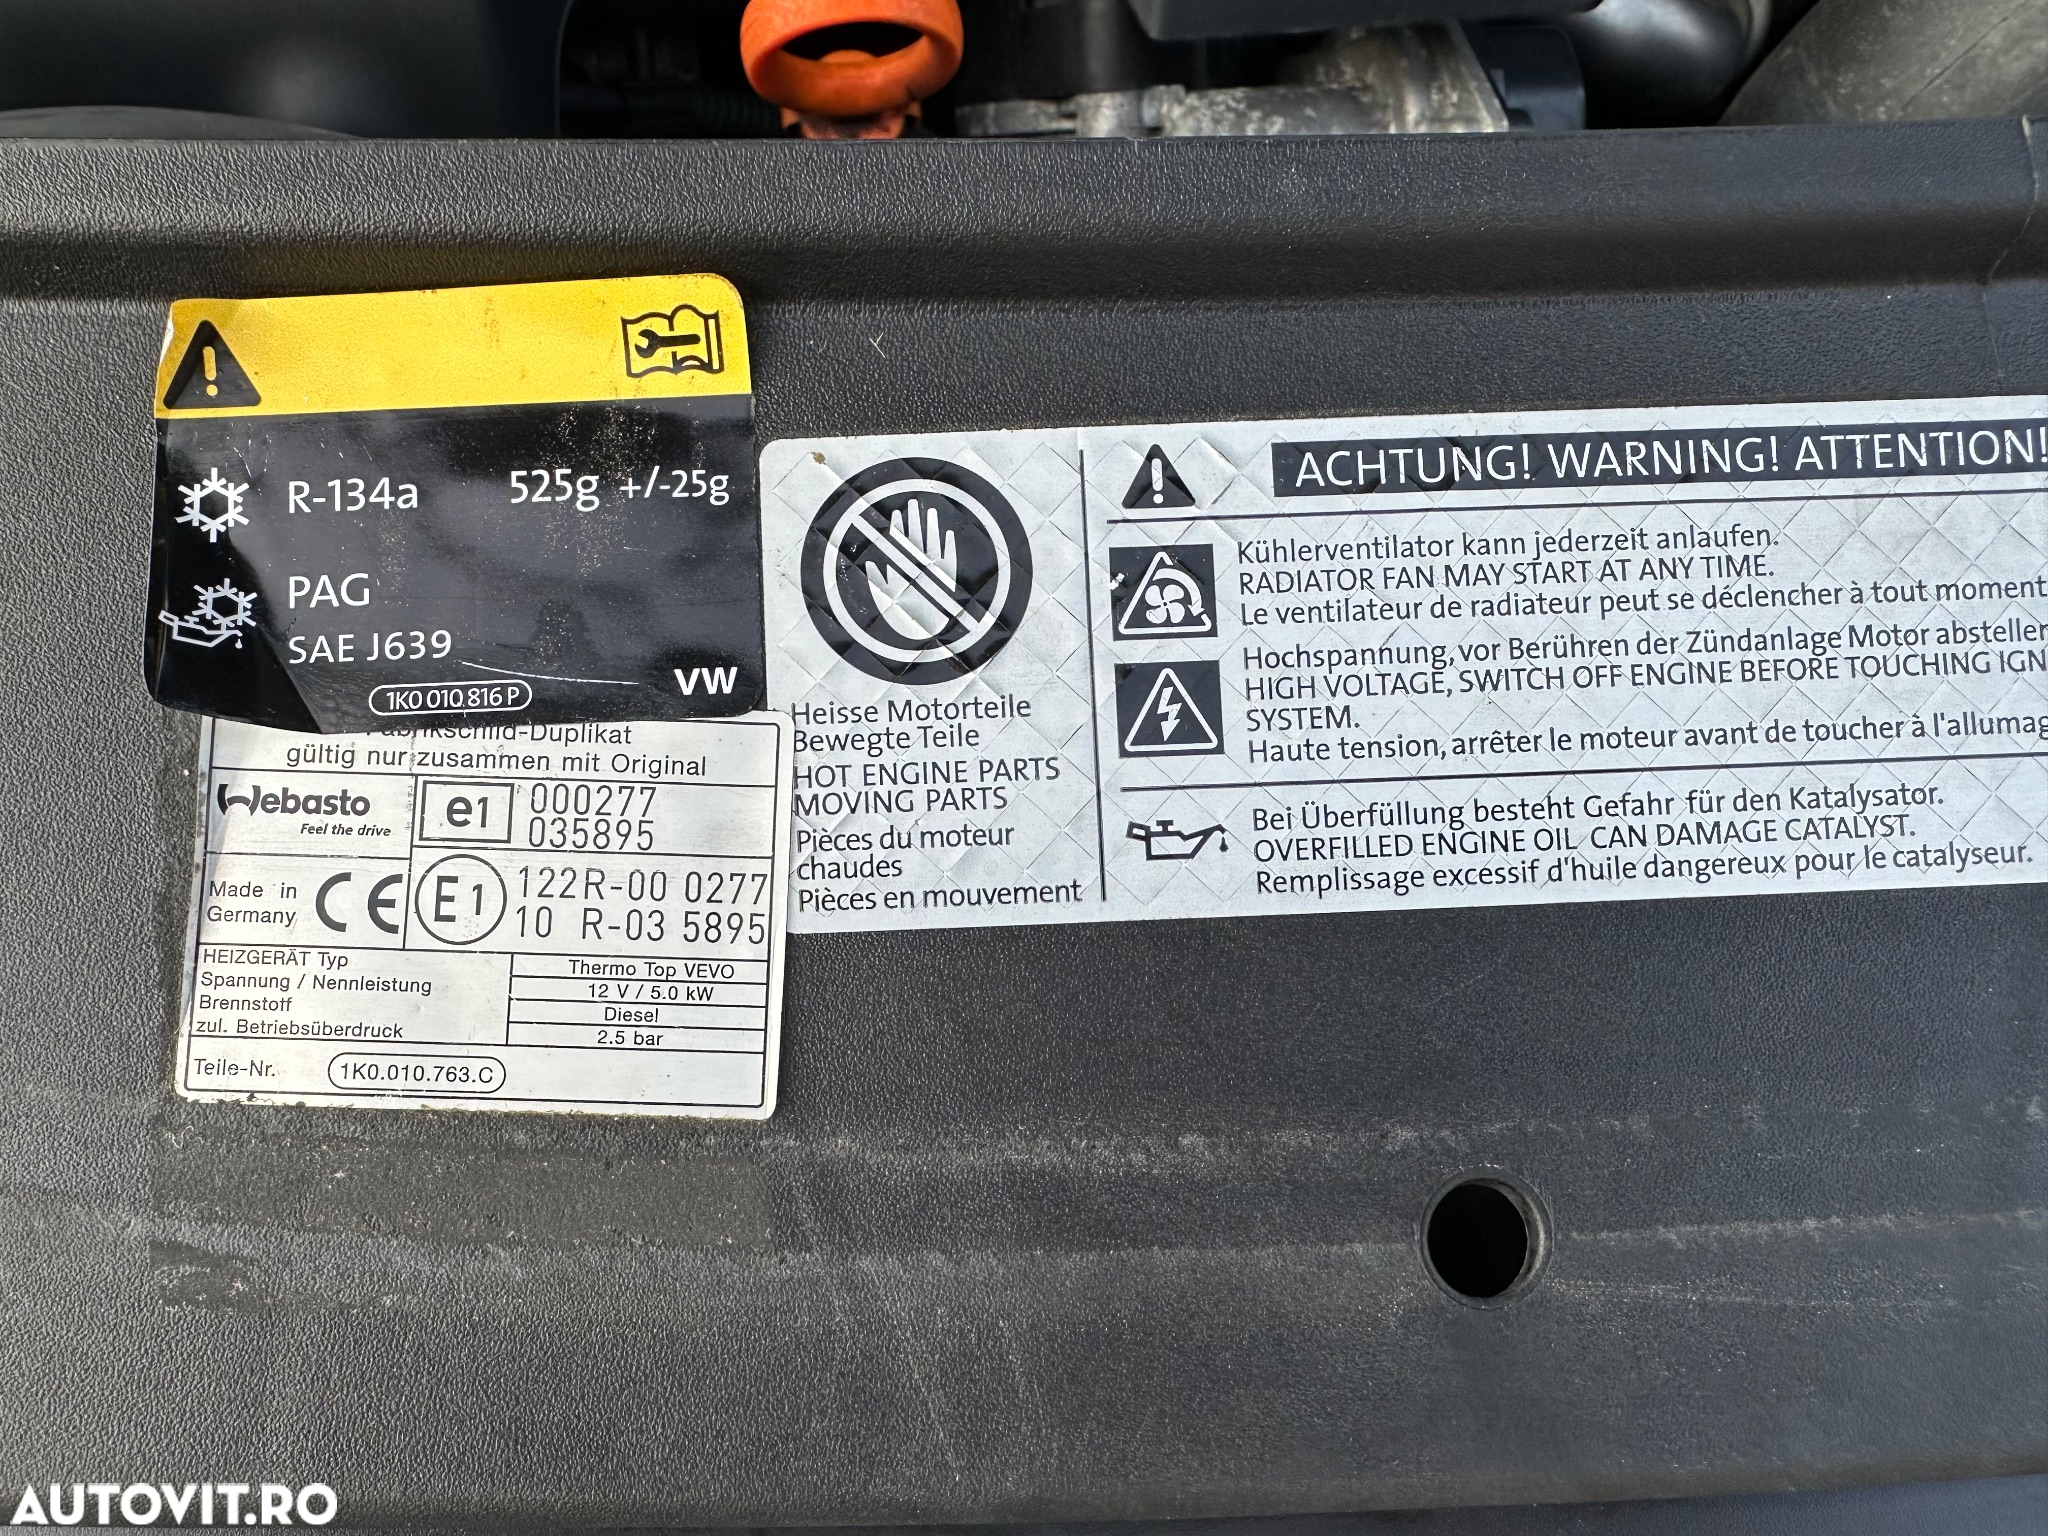 R-134a 525g +/-25g
PAG
SAE J639
1K0 010 816 P
VW
Fabrikschild-Duplikat
gültig nur zusammen mit Original
Webasto
Feel the drive
e1 000277
035895
Made in
Germany
CE
E1 122R-00 0277
10 R-03 5895
HEIZGERÄT Typ Thermo Top VEVO
Spannung / Nennleistung 12 V / 5.0 kW
Brennstoff Diesel
zul. Betriebsüberdruck 2.5 bar
Teile-Nr. 1K0.010.763.C
Heisse Motorteile
Bewegte Teile
HOT ENGINE PARTS
MOVING PARTS
Pièces du moteur
chaudes
Pièces en mouvement
ACHTUNG! WARNING! ATTENTION!
Kühlerventilator kann jederzeit anlaufen.
RADIATOR FAN MAY START AT ANY TIME.
Le ventilateur de radiateur peut se déclencher à tout moment
Hochspannung, vor Berühren der Zündanlage Motor abstellen
HIGH VOLTAGE, SWITCH OFF ENGINE BEFORE TOUCHING IGN
SYSTEM.
Haute tension, arrêter le moteur avant de toucher à l'allumag
Bei Überfüllung besteht Gefahr für den Katalysator.
OVERFILLED ENGINE OIL CAN DAMAGE CATALYST.
Remplissage excessif d'huile dangereux pour le catalyseur.
AUTOVIT.RO